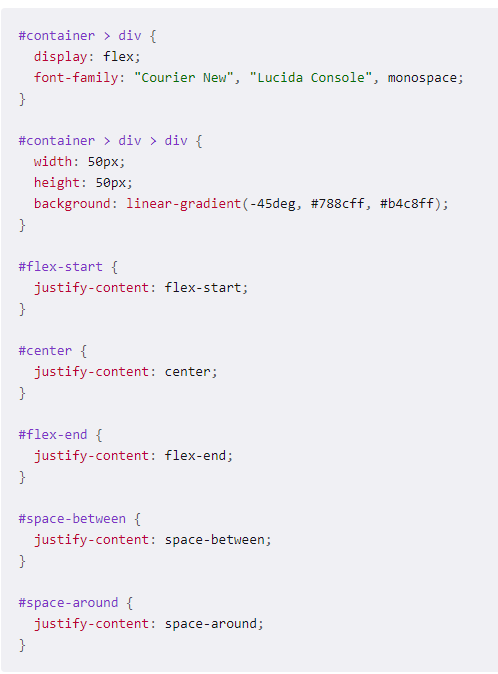 #container > div {
  display: flex;
  font-family: "Courier New", "Lucida Console", monospace;
}

#container > div > div {
  width: 50px;
  height: 50px;
  background: linear-gradient(-45deg, #788cff, #b4c8ff);
}

#flex-start {
  justify-content: flex-start;
}

#center {
  justify-content: center;
}

#flex-end {
  justify-content: flex-end;
}

#space-between {
  justify-content: space-between;
}

#space-around {
  justify-content: space-around;
}